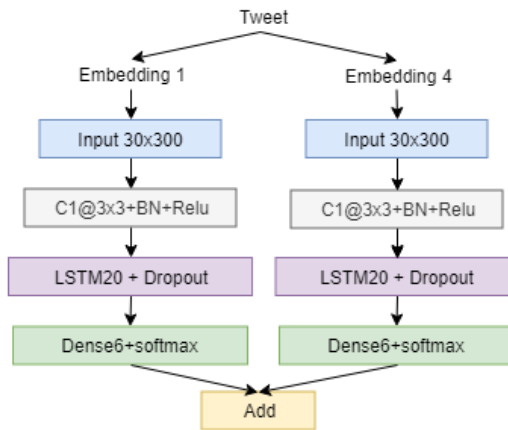 Tweet
Embedding 1
Embedding 4
Input 30x300
Input 30x300
C1@3x3+BN+Relu
C1@3x3+BN+Relu
LSTM20 + Dropout
LSTM20 + Dropout
Dense6+softmax
Dense6+softmax
Add